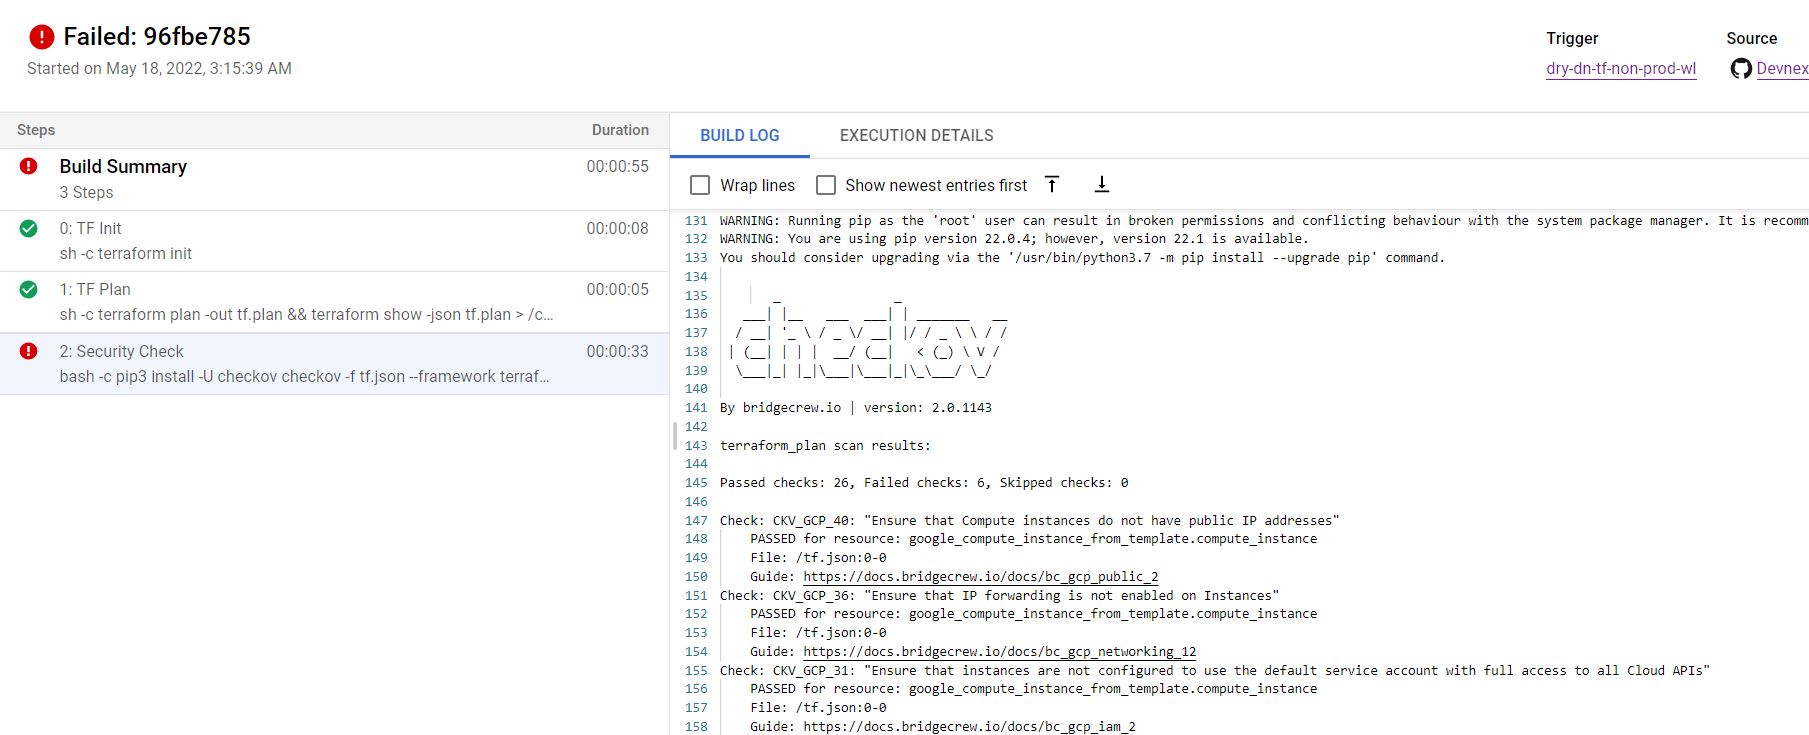 Failed: 96fbe785
Started on May 18, 2022, 3:15:39 AM
Trigger
dry-dn-tf-non-prod-wl
Source
Devnex
Steps Duration
Build Summary 00:00:55
3 Steps
0: TF Init 00:00:08
sh -c terraform init
1: TF Plan 00:00:05
sh -c terraform plan -out tf.plan && terraform show -json tf.plan > /c...
2: Security Check 00:00:33
bash -c pip3 install -U checkov checkov -f tf.json --framework terraf...
BUILD LOG EXECUTION DETAILS
Wrap lines Show newest entries first
131 WARNING: Running pip as the 'root' user can result in broken permissions and conflicting behaviour with the system package manager. It is recomm
132 WARNING: You are using pip version 22.0.4; however, version 22.1 is available.
133 You should consider upgrading via the '/usr/bin/python3.7 -m pip install --upgrade pip' command.
134
135
136
137
138
139
checkov
140
141 By bridgecrew.io | version: 2.0.1143
142
143 terraform_plan scan results:
144
145 Passed checks: 26, Failed checks: 6, Skipped checks: 0
146
147 Check: CKV_GCP_40: "Ensure that Compute instances do not have public IP addresses"
148 PASSED for resource: google_compute_instance_from_template.compute_instance
149 File: /tf.json:0-0
150 Guide: https://docs.bridgecrew.io/docs/bc_gcp_public_2
151 Check: CKV_GCP_36: "Ensure that IP forwarding is not enabled on Instances"
152 PASSED for resource: google_compute_instance_from_template.compute_instance
153 File: /tf.json:0-0
154 Guide: https://docs.bridgecrew.io/docs/bc_gcp_networking_12
155 Check: CKV_GCP_31: "Ensure that instances are not configured to use the default service account with full access to all Cloud APIs"
156 PASSED for resource: google_compute_instance_from_template.compute_instance
157 File: /tf.json:0-0
158 Guide: https://docs.bridgecrew.io/docs/bc_gcp_iam_2